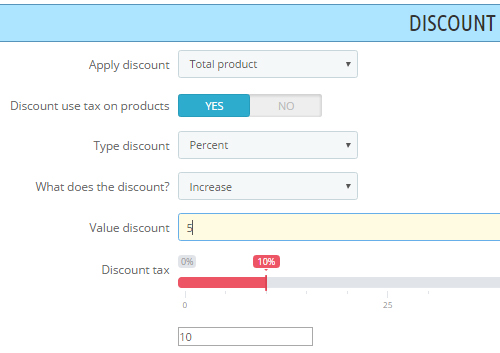 DISCOUNT
Apply discount Total product
Discount use tax on products YES NO
Type discount Percent
What does the discount? Increase
Value discount 5
0% 10%
Discount tax
0 25
10